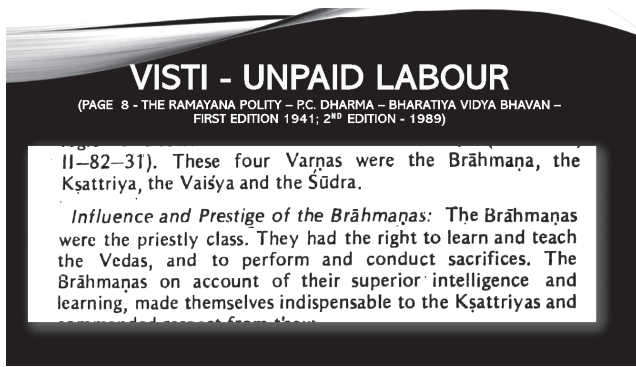 VISTI - UNPAID LABOUR
(PAGE 8 - THE RAMAYANA POLITY – P.C. DHARMA – BHARATIYA VIDYA BHAVAN –
FIRST EDITION 1941; 2ND EDITION - 1989)
II—82—31). These four Varṇas were the Brāhmaṇa, the
Kṣattriya, the Vaiśya and the Śūdra.
Influence and Prestige of the Brāhmaṇas: The Brāhmaṇas
were the priestly class. They had the right to learn and teach
the Vedas, and to perform and conduct sacrifices. The
Brāhmaṇas on account of their superior intelligence and
learning, made themselves indispensable to the Kṣattriyas and